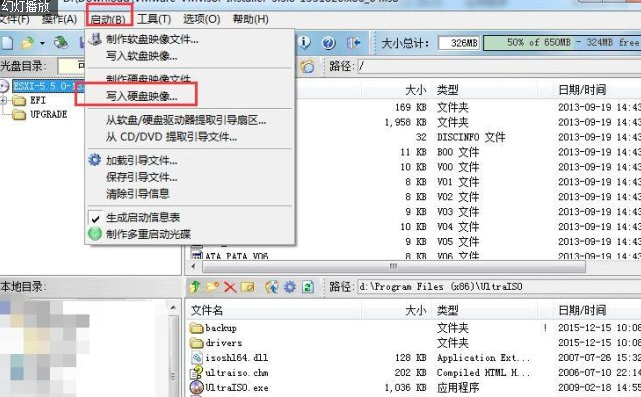 幻灯播放
文件(F) 操作(A) 启动(B) 工具(T) 选项(O) 帮助(H)
大小总计: 326MB 50% of 650MB - 324MB free
光盘目录: 可
路径: /
制作软盘映像文件...
写入软盘映像...
制作硬盘映像文件
写入硬盘映像...
从软盘/硬盘驱动器提取引导扇区...
从 CD/DVD 提取引导文件...
加载引导文件...
保存引导文件...
清除引导信息
生成启动信息表
制作多重启动光碟
ESXI-5.5.0-1
EFI
UPGRADE
大小 类型 日期/时间
169 KB 文件夹 2013-09-19 14:43
1,958 KB 文件夹 2013-09-19 14:43
32 DISCINFO 文件 2013-09-19 14:43
11 KB B00 文件 2013-09-19 14:43
10 KB V00 文件 2013-09-19 14:43
8 KB V01 文件 2013-09-19 14:43
8 KB V02 文件 2013-09-19 14:43
9 KB V03 文件 2013-09-19 14:43
10 KB V04 文件 2013-09-19 14:43
9 KB V05 文件 2013-09-19 14:43
ATA_PATA.V06 8 KB V06 文件 2013-09-19 14:43
本地目录:
路径: d:\Program Files (x86)\UltraISO
文件名 大小 类型 日期/时间
backup 文件夹 ! 2015-12-15 10:08
drivers 文件夹 2015-12-15 10:08
isoshl64.dll 128 KB Application Ext... 2007-07-26 15:32
ultraiso.chm 202 KB Compiled HTML H... 2006-07-10 22:14
UltraISO.exe 1,036 KB 应用程序 2009-02-18 14:59